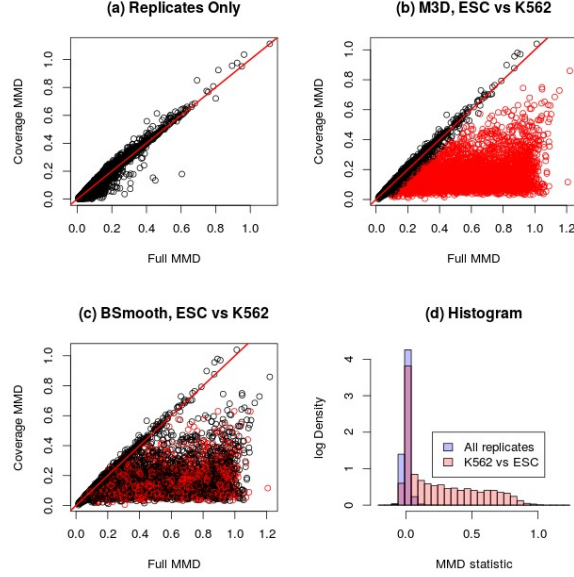 (a) Replicates Only
Coverage MMD
0.0 0.2 0.4 0.6 0.8 1.0
0.0 0.2 0.4 0.6 0.8 1.0
Full MMD
(b) M3D, ESC vs K562
Coverage MMD
0.0 0.2 0.4 0.6 0.8 1.0
0.0 0.2 0.4 0.6 0.8 1.0 1.2
Full MMD
(c) BSmooth, ESC vs K562
Coverage MMD
0.0 0.2 0.4 0.6 0.8 1.0
0.0 0.2 0.4 0.6 0.8 1.0 1.2
Full MMD
(d) Histogram
log Density
0 1 2 3 4
All replicates
K562 vs ESC
0.0 0.5 1.0
MMD statistic